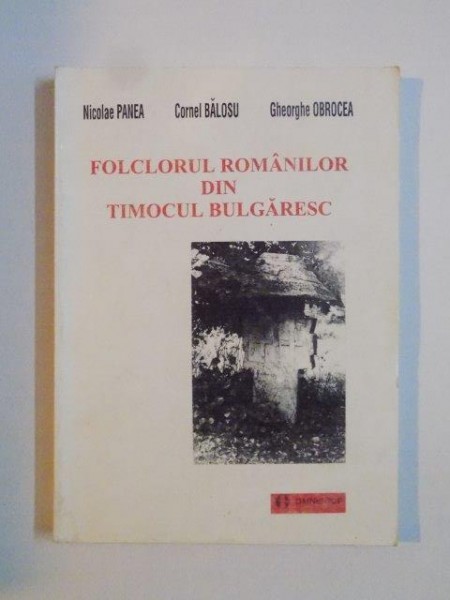 Nicolae PANEA Cornel BĂLOSU Gheorghe OBROCEA
FOLCLORUL ROMÂNILOR
DIN
TIMOCUL BULGĂRESC